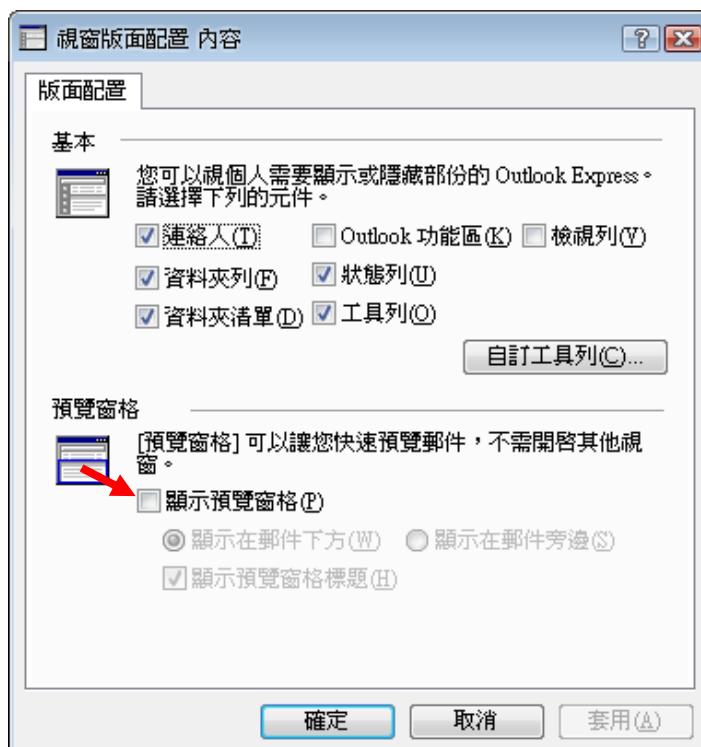 視窗版面配置 內容
版面配置
基本
您可以視個人需要顯示或隱藏部份的 Outlook Express。
請選擇下列的元件。
連絡人(T) Outlook 功能區(K) 檢視列(V)
資料夾列(F) 狀態列(U)
資料夾清單(D) 工具列(O)
自訂工具列(C)...
預覽窗格
[預覽窗格] 可以讓您快速預覽郵件，不需開啓其他視
窗。
顯示預覽窗格(P)
顯示在郵件下方(W) 顯示在郵件旁邊(S)
顯示預覽窗格標題(H)
確定 取消 套用(A)